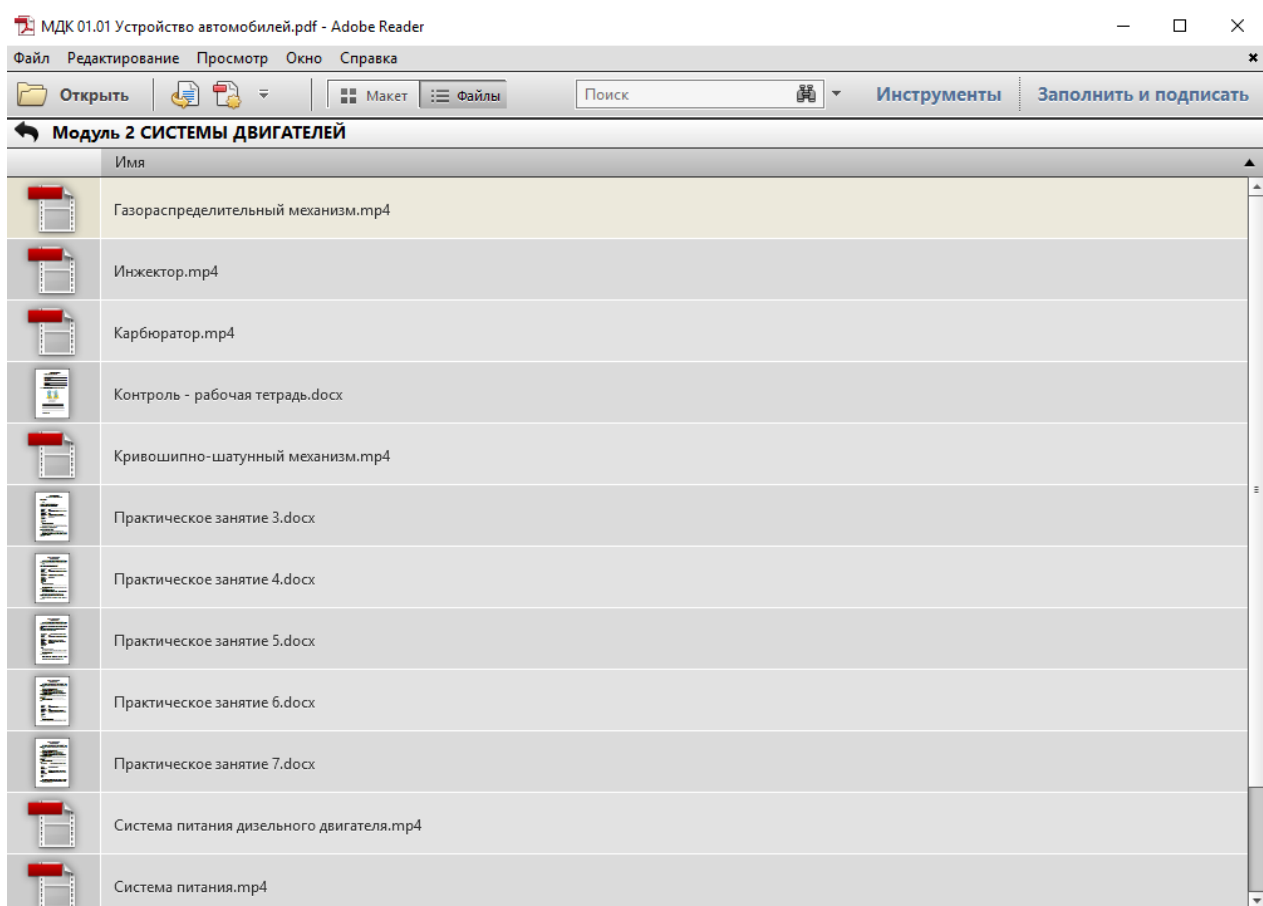 МДК 01.01 Устройство автомобилей.pdf - Adobe Reader
Файл Редактирование Просмотр Окно Справка
Открыть Макет Файлы Поиск Инструменты Заполнить и подписать
Модуль 2 СИСТЕМЫ ДВИГАТЕЛЕЙ
Имя
Газораспределительный механизм.mp4
Инжектор.mp4
Карбюратор.mp4
Контроль - рабочая тетрадь.docx
Кривошипно-шатунный механизм.mp4
Практическое занятие 3.docx
Практическое занятие 4.docx
Практическое занятие 5.docx
Практическое занятие 6.docx
Практическое занятие 7.docx
Система питания дизельного двигателя.mp4
Система питания.mp4